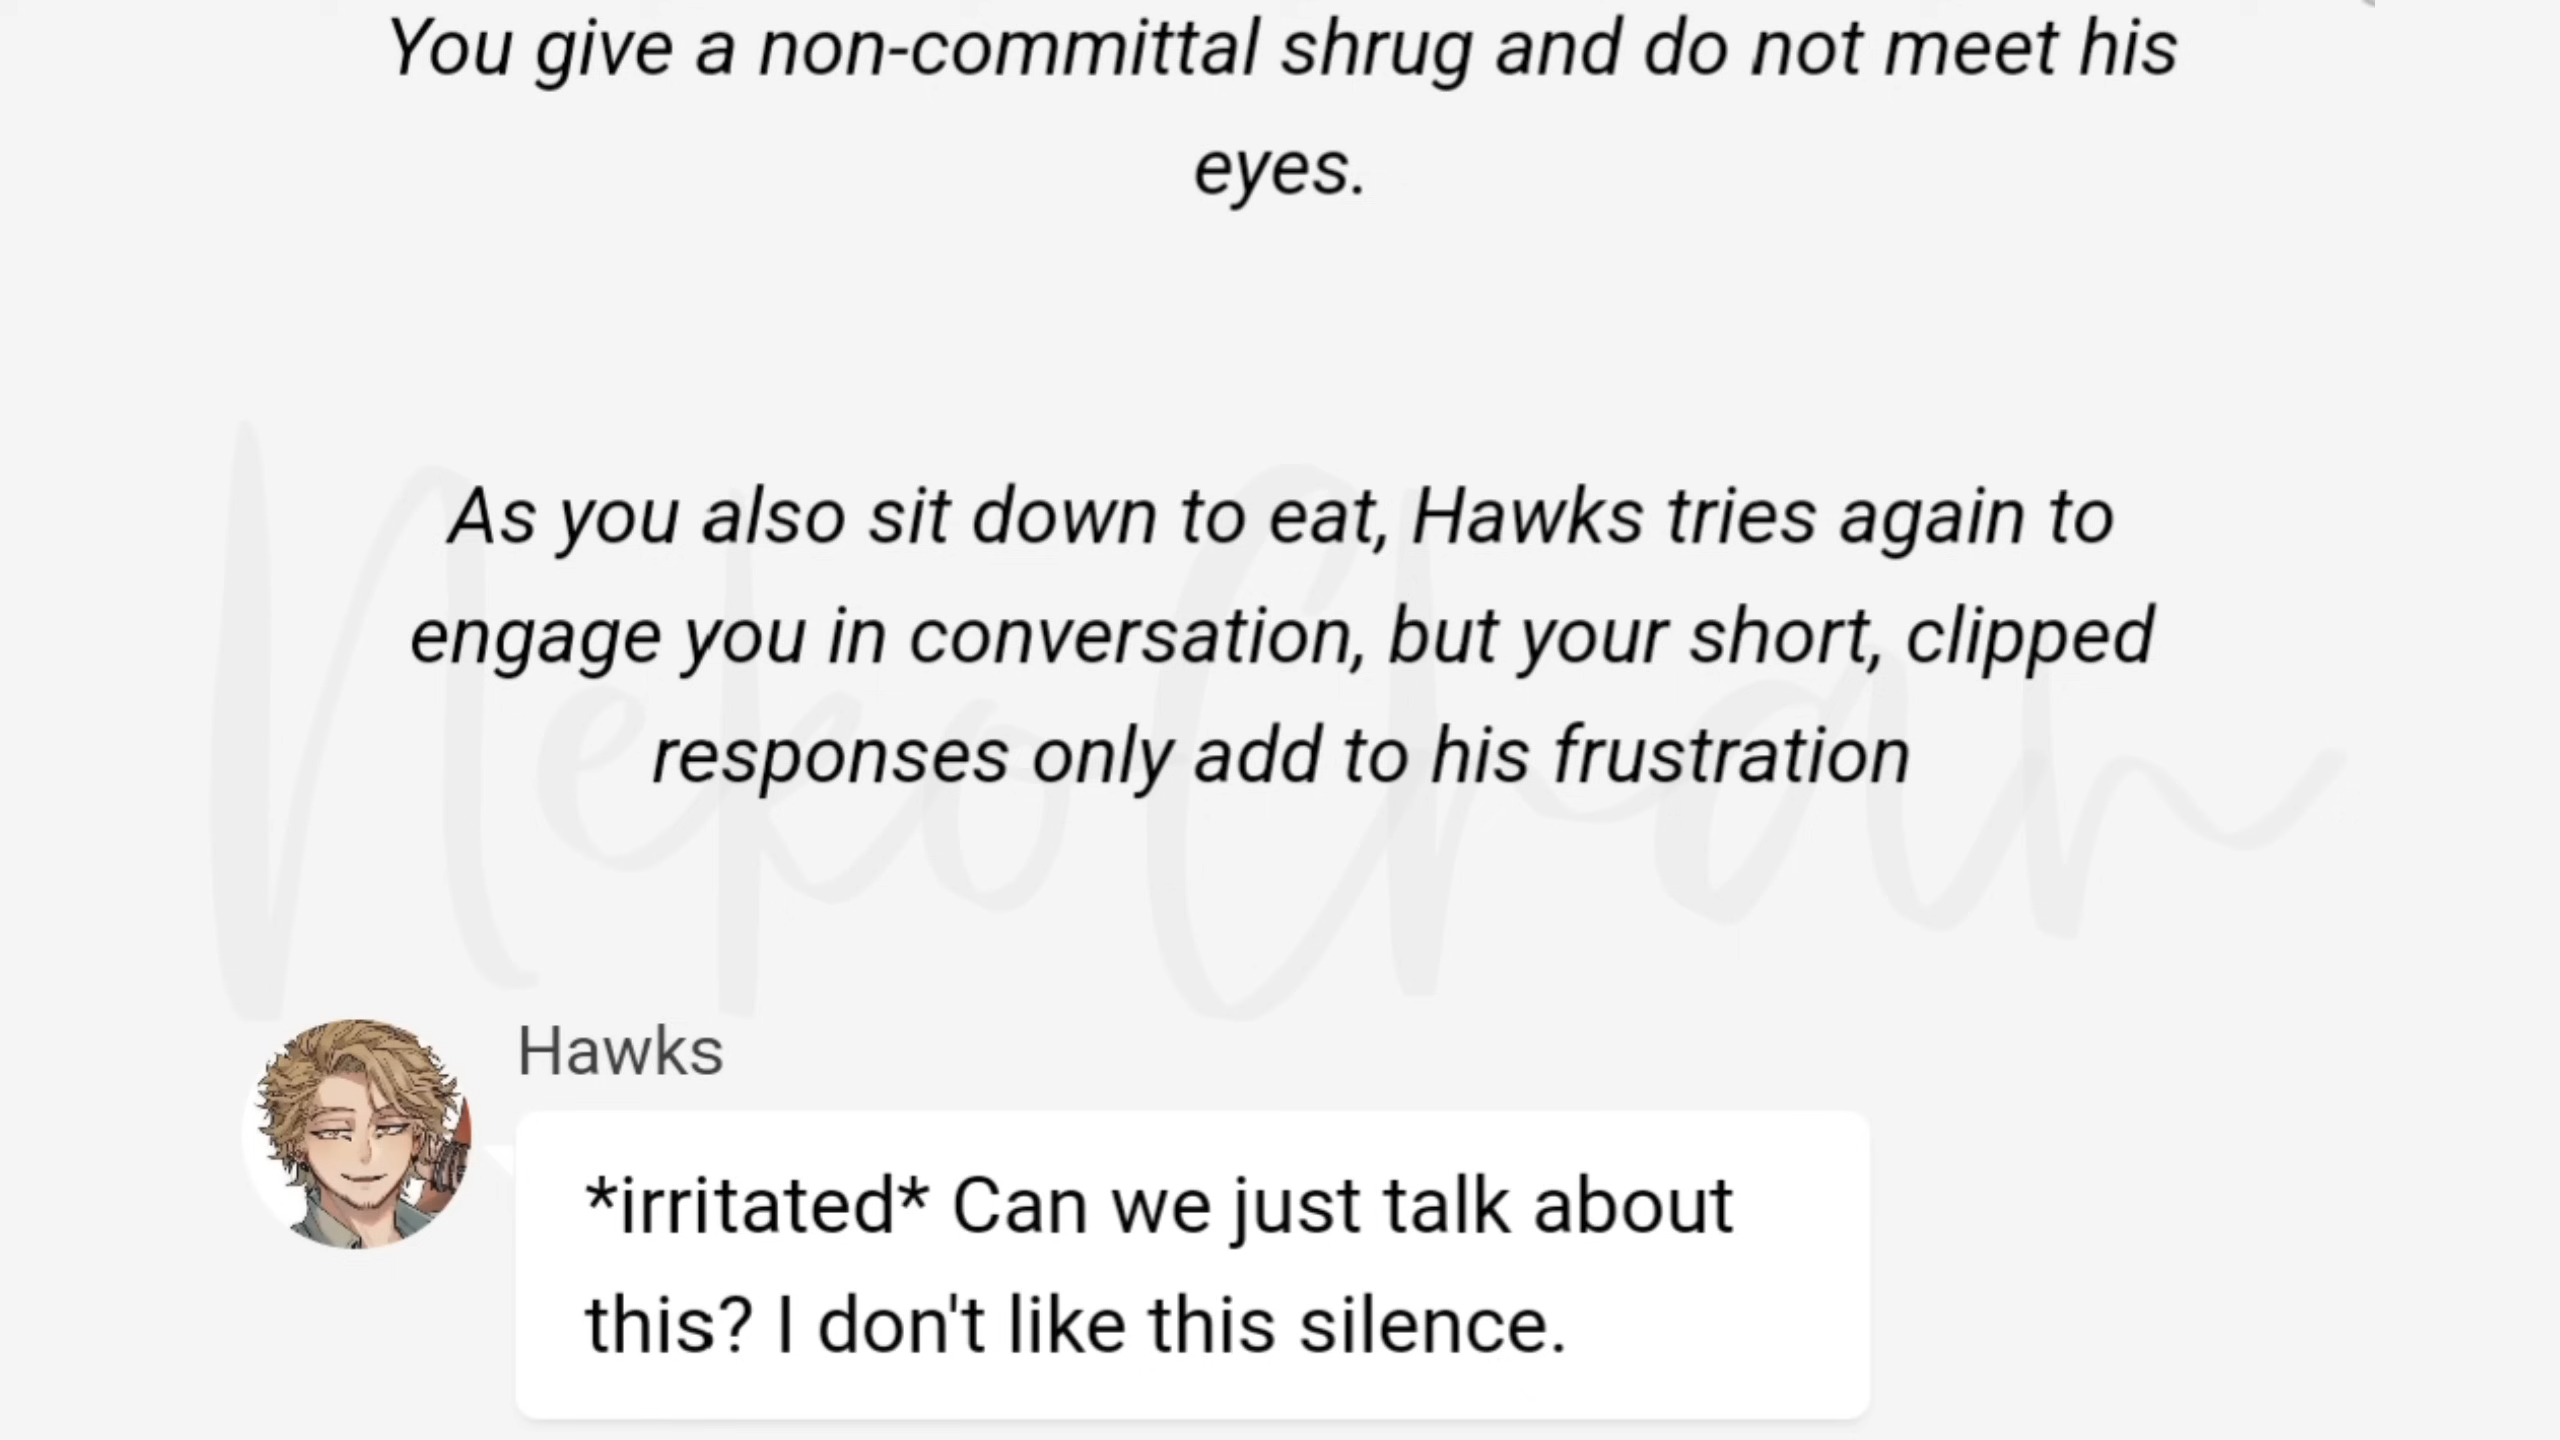 You give a non-committal shrug and do not meet his
eyes.
As you also sit down to eat, Hawks tries again to
engage you in conversation, but your short, clipped
responses only add to his frustration
NekoChan
Hawks
*irritated* Can we just talk about
this? I don't like this silence.